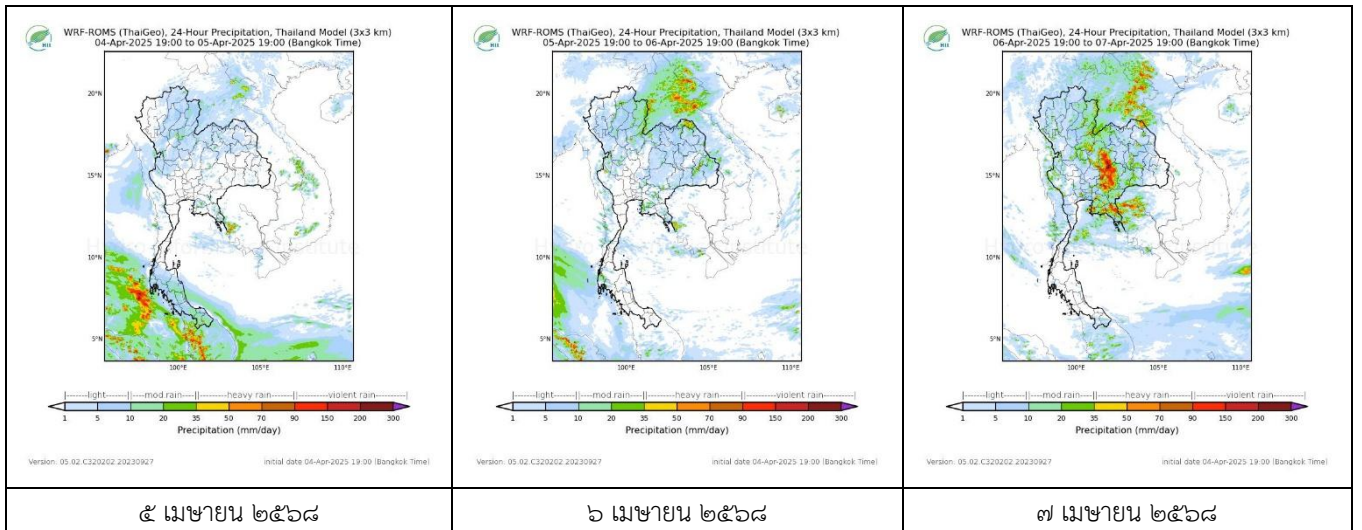 HII
WRF-ROMS (ThaiGeo), 24-Hour Precipitation, Thailand Model (3x3 km)
04-Apr-2025 19:00 to 05-Apr-2025 19:00 (Bangkok Time)
20°N
15°N
10°N
5°N
100°E 105°E 110°E
light mod rain heavy rain violent rain
1 5 10 20 35 50 70 90 150 200 300
Precipitation (mm/day)
Version: 05.02.C320202.20230927 initial date:04-Apr-2025 19:00 (Bangkok Time)
๕ เมษายน ๒๕๖๘
HII
WRF-ROMS (ThaiGeo), 24-Hour Precipitation, Thailand Model (3x3 km)
05-Apr-2025 19:00 to 06-Apr-2025 19:00 (Bangkok Time)
20°N
15°N
10°N
5°N
100°E 105°E 110°E
light mod rain heavy rain violent rain
1 5 10 20 35 50 70 90 150 200 300
Precipitation (mm/day)
Version: 05.02.C320202.20230927 initial date:04-Apr-2025 19:00 (Bangkok Time)
๖ เมษายน ๒๕๖๘
HII
WRF-ROMS (ThaiGeo), 24-Hour Precipitation, Thailand Model (3x3 km)
06-Apr-2025 19:00 to 07-Apr-2025 19:00 (Bangkok Time)
20°N
15°N
10°N
5°N
100°E 105°E 110°E
light mod rain heavy rain violent rain
1 5 10 20 35 50 70 90 150 200 300
Precipitation (mm/day)
Version: 05.02.C320202.20230927 initial date:04-Apr-2025 19:00 (Bangkok Time)
๗ เมษายน ๒๕๖๘